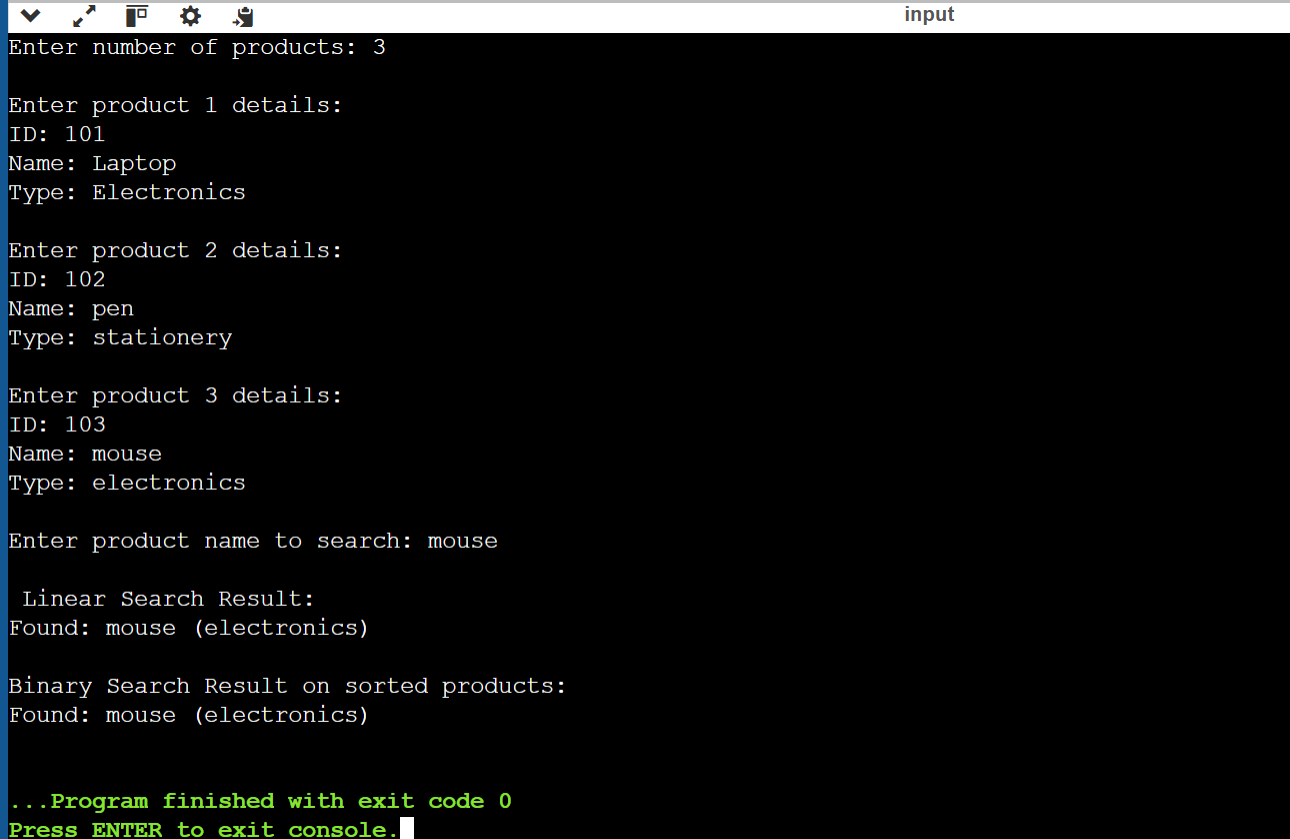 input
Enter number of products: 3
Enter product 1 details:
ID: 101
Name: Laptop
Type: Electronics
Enter product 2 details:
ID: 102
Name: pen
Type: stationery
Enter product 3 details:
ID: 103
Name: mouse
Type: electronics
Enter product name to search: mouse
Linear Search Result:
Found: mouse (electronics)
Binary Search Result on sorted products:
Found: mouse (electronics)
...Program finished with exit code 0
Press ENTER to exit console.